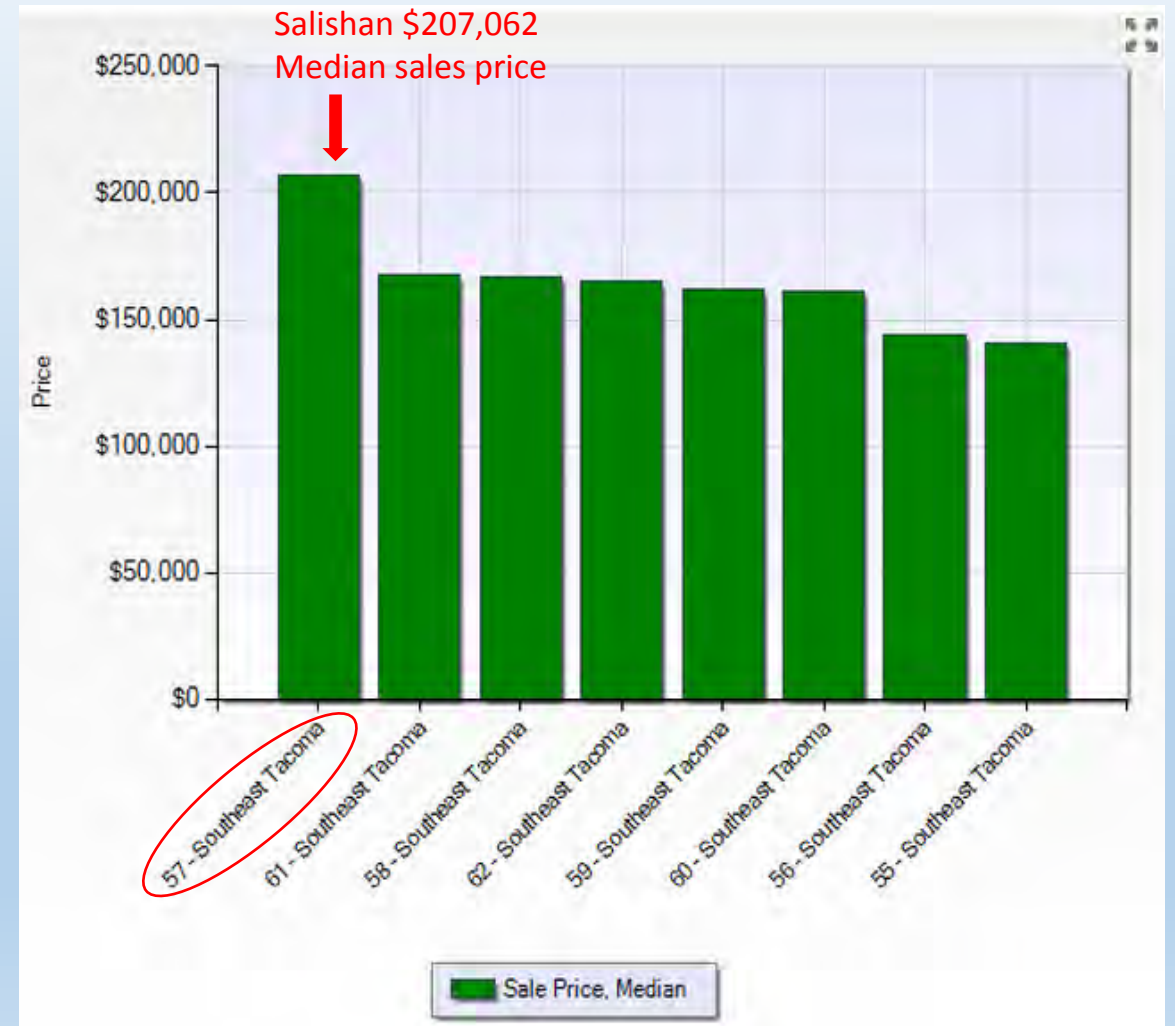 Salishan $207,062
Median sales price
$250,000
$200,000
$150,000
$100,000
$50,000
$0
Price
57 - Southeast Tacoma
61 - Southeast Tacoma
58 - Southeast Tacoma
62 - Southeast Tacoma
59 - Southeast Tacoma
60 - Southeast Tacoma
56 - Southeast Tacoma
55 - Southeast Tacoma
Sale Price, Median